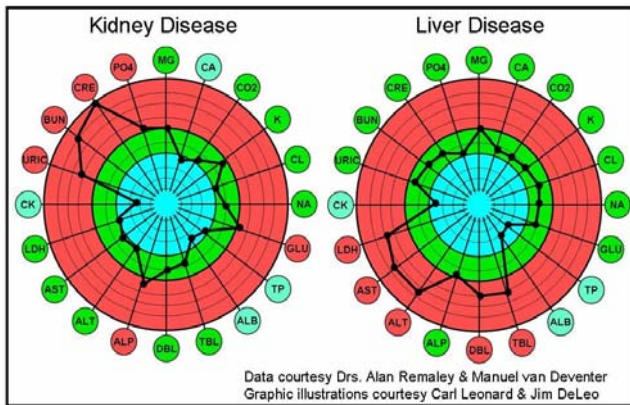 Kidney Disease
MG
CA
CO2
K
CL
NA
GLU
TP
ALB
TBL
DBL
ALP
ALT
AST
LDH
CK
URIC
BUN
CRE
PO4
Liver Disease
MG
CA
CO2
K
CL
NA
GLU
TP
ALB
TBL
DBL
ALP
ALT
AST
LDH
CK
URIC
BUN
CRE
PO4
Data courtesy Drs. Alan Remaley & Manuel van Deventer
Graphic illustrations courtesy Carl Leonard & Jim DeLeo